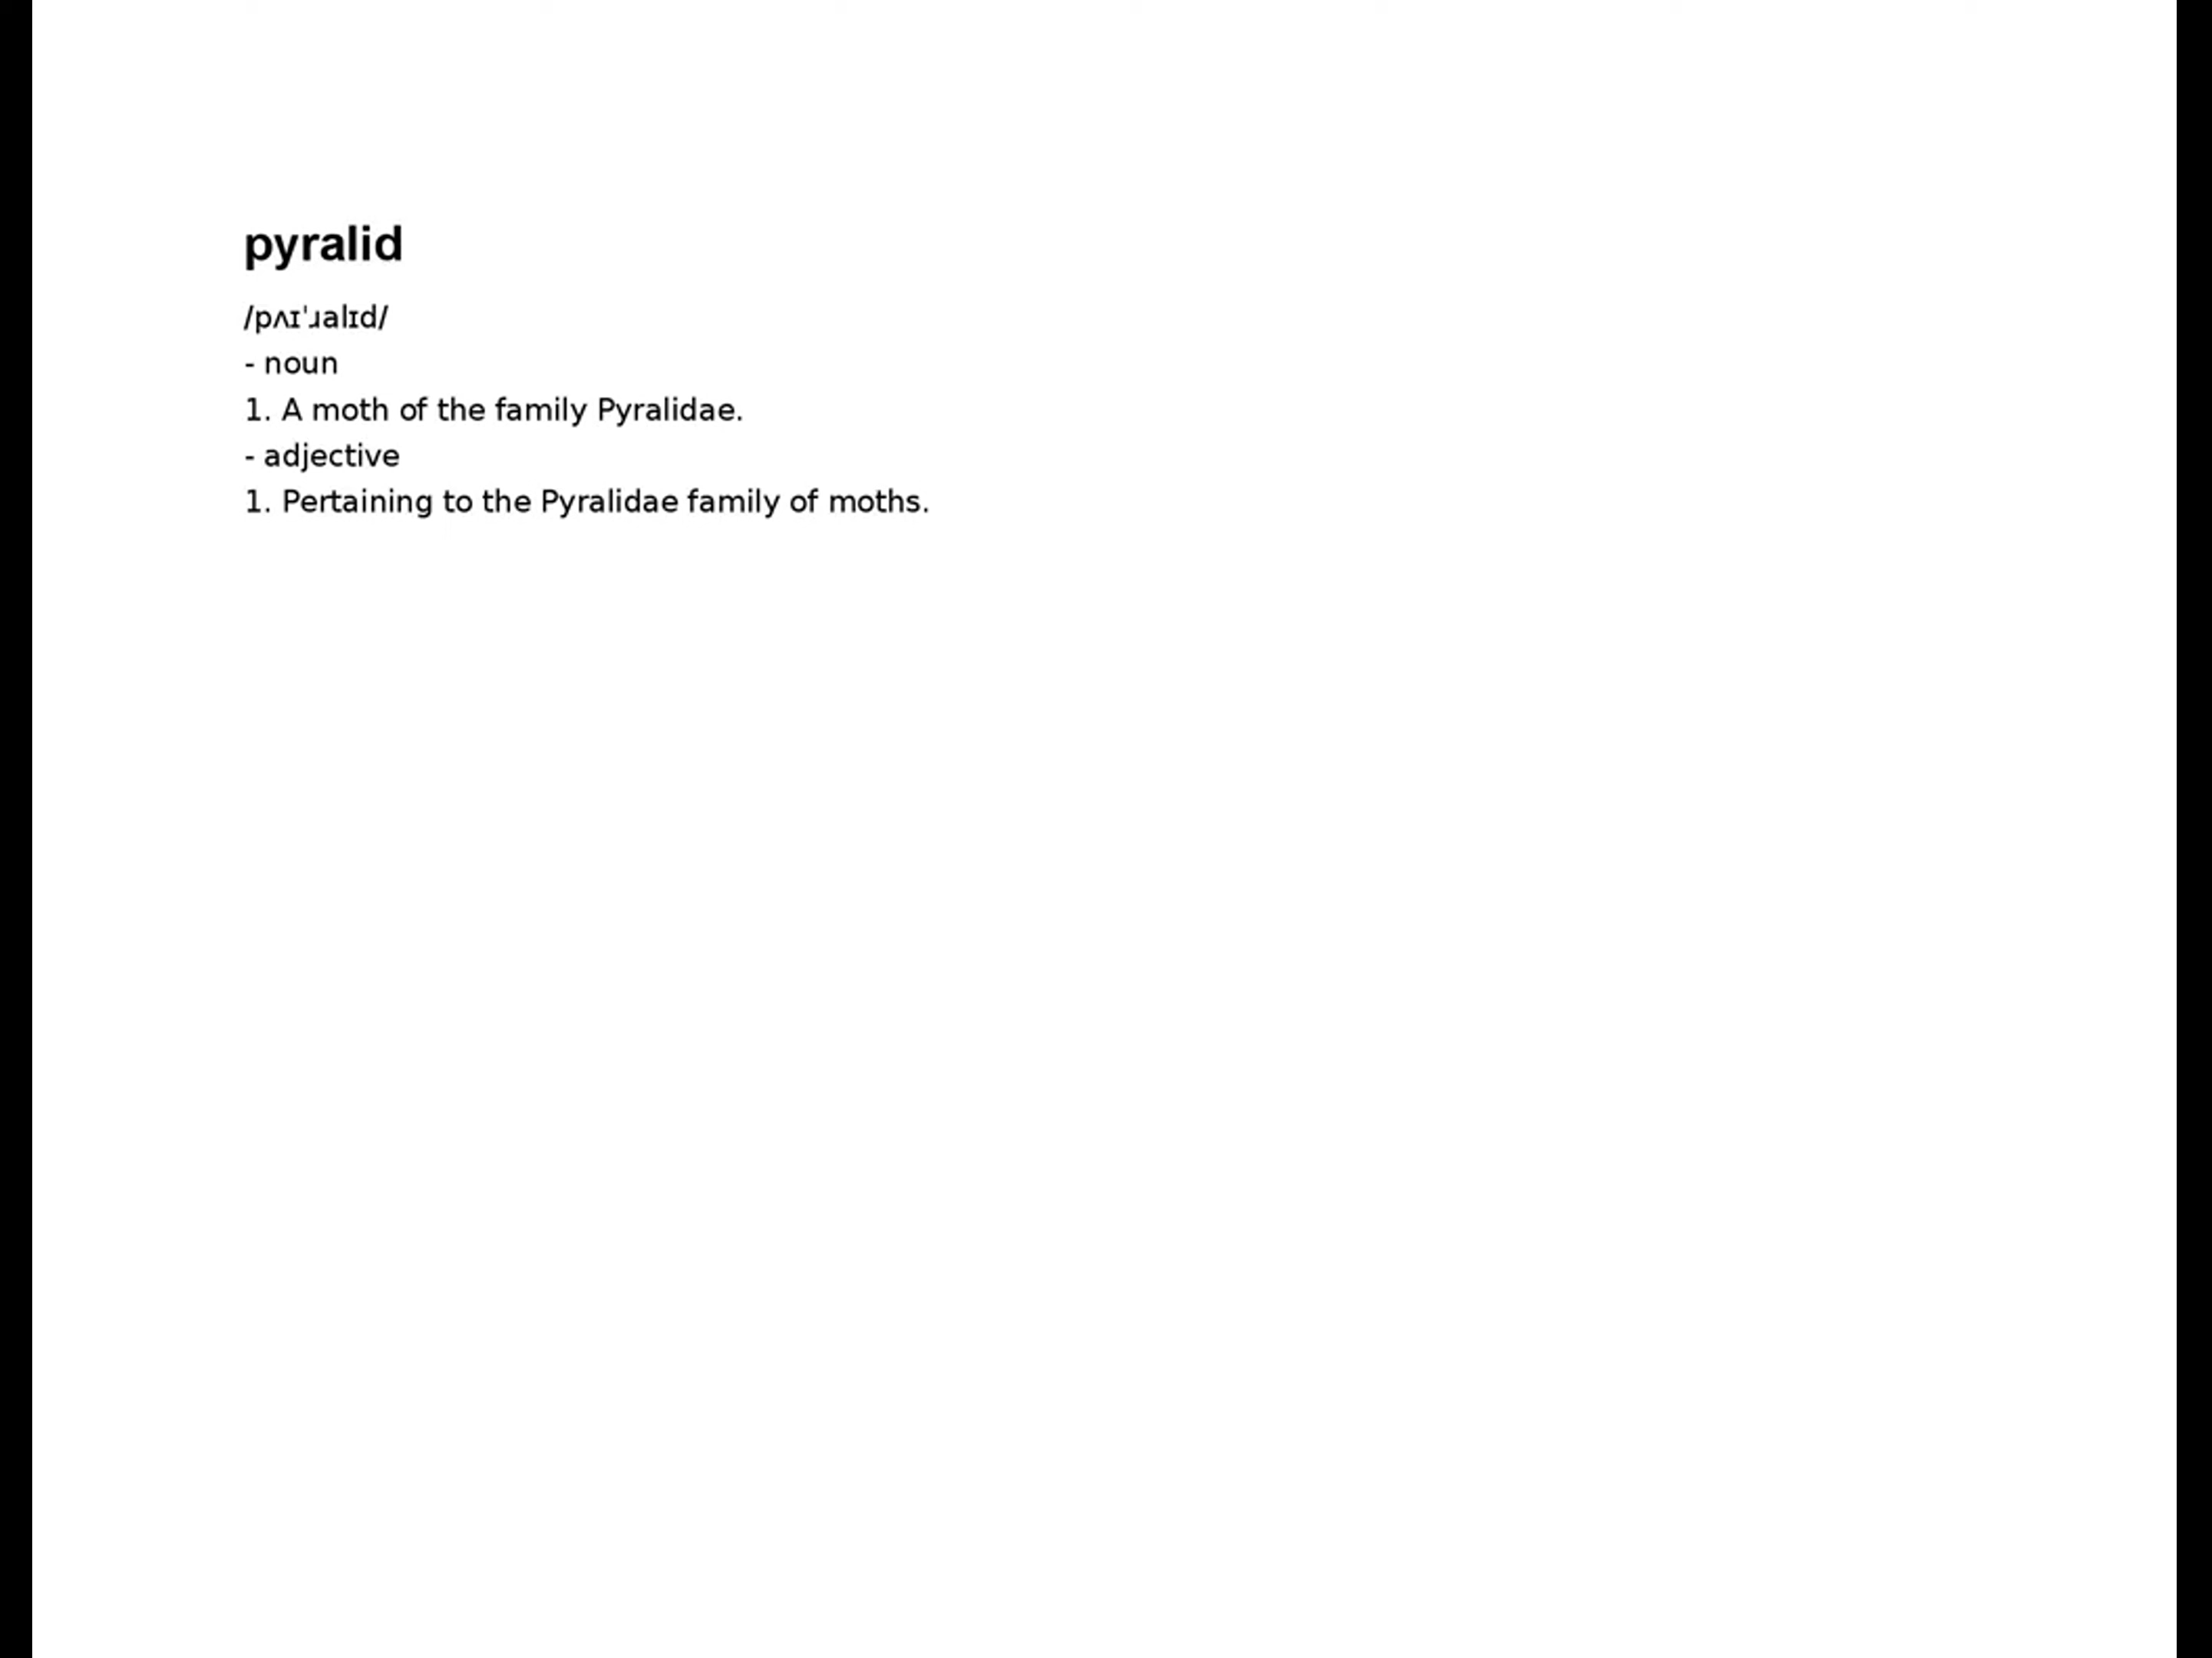 pyralid
/pʌɪˈɹalɪd/
- noun
1. A moth of the family Pyralidae.
- adjective
1. Pertaining to the Pyralidae family of moths.